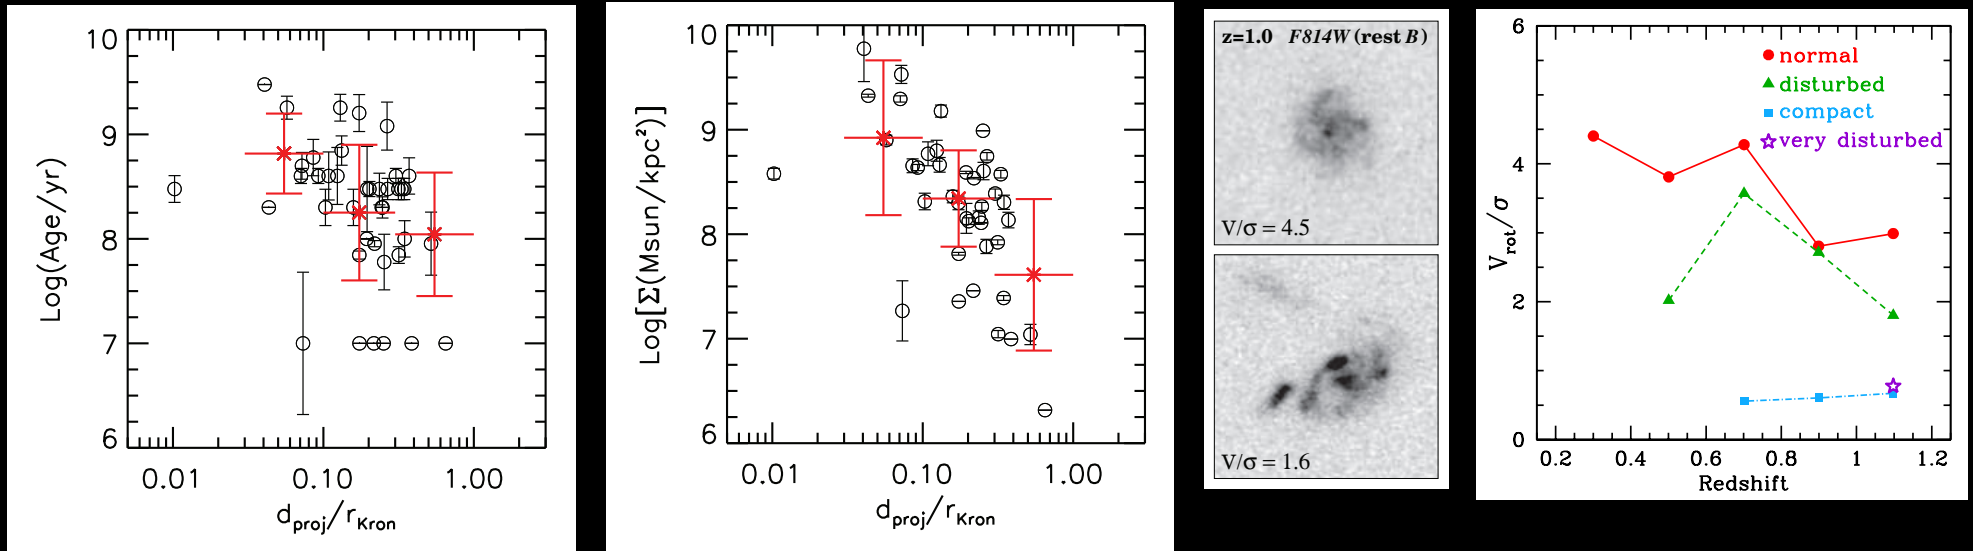 10
9
8
7
6
Log(Age/yr)
0.01 0.10 1.00
d_proj/r_Kron
10
9
8
7
6
Log[Σ(Msun/kpc²)]
0.01 0.10 1.00
d_proj/r_Kron
z=1.0 F814W (rest B)
V/σ = 4.5
V/σ = 1.6
6
4
2
0
V_rot/σ
normal
disturbed
compact
very disturbed
0.2 0.4 0.6 0.8 1 1.2
Redshift